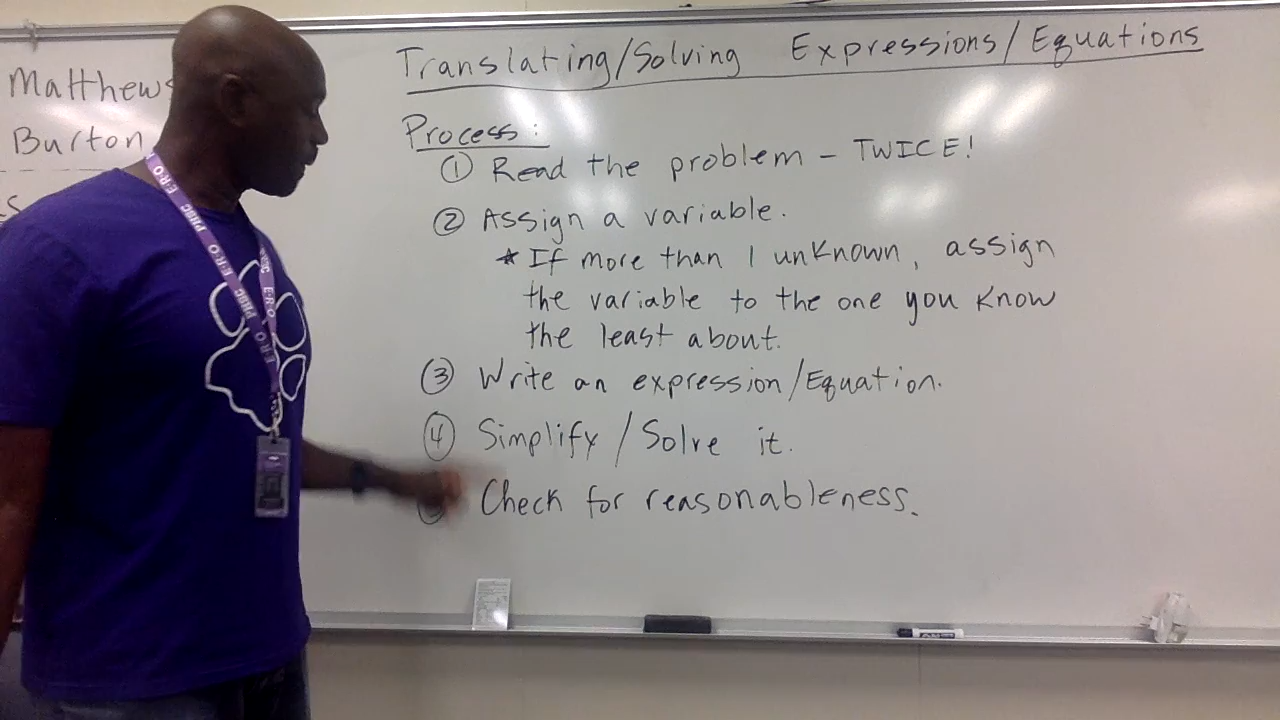 Translating/Solving Expressions/Equations
Matthews
Burton
Process:
① Read the problem - TWICE!
② Assign a variable.
* If more than 1 unknown, assign
the variable to the one you know
the least about.
③ Write an expression/Equation.
④ Simplify/Solve it.
Check for reasonableness.
E·R·O PHBC E·R·O PHBC E·R·O